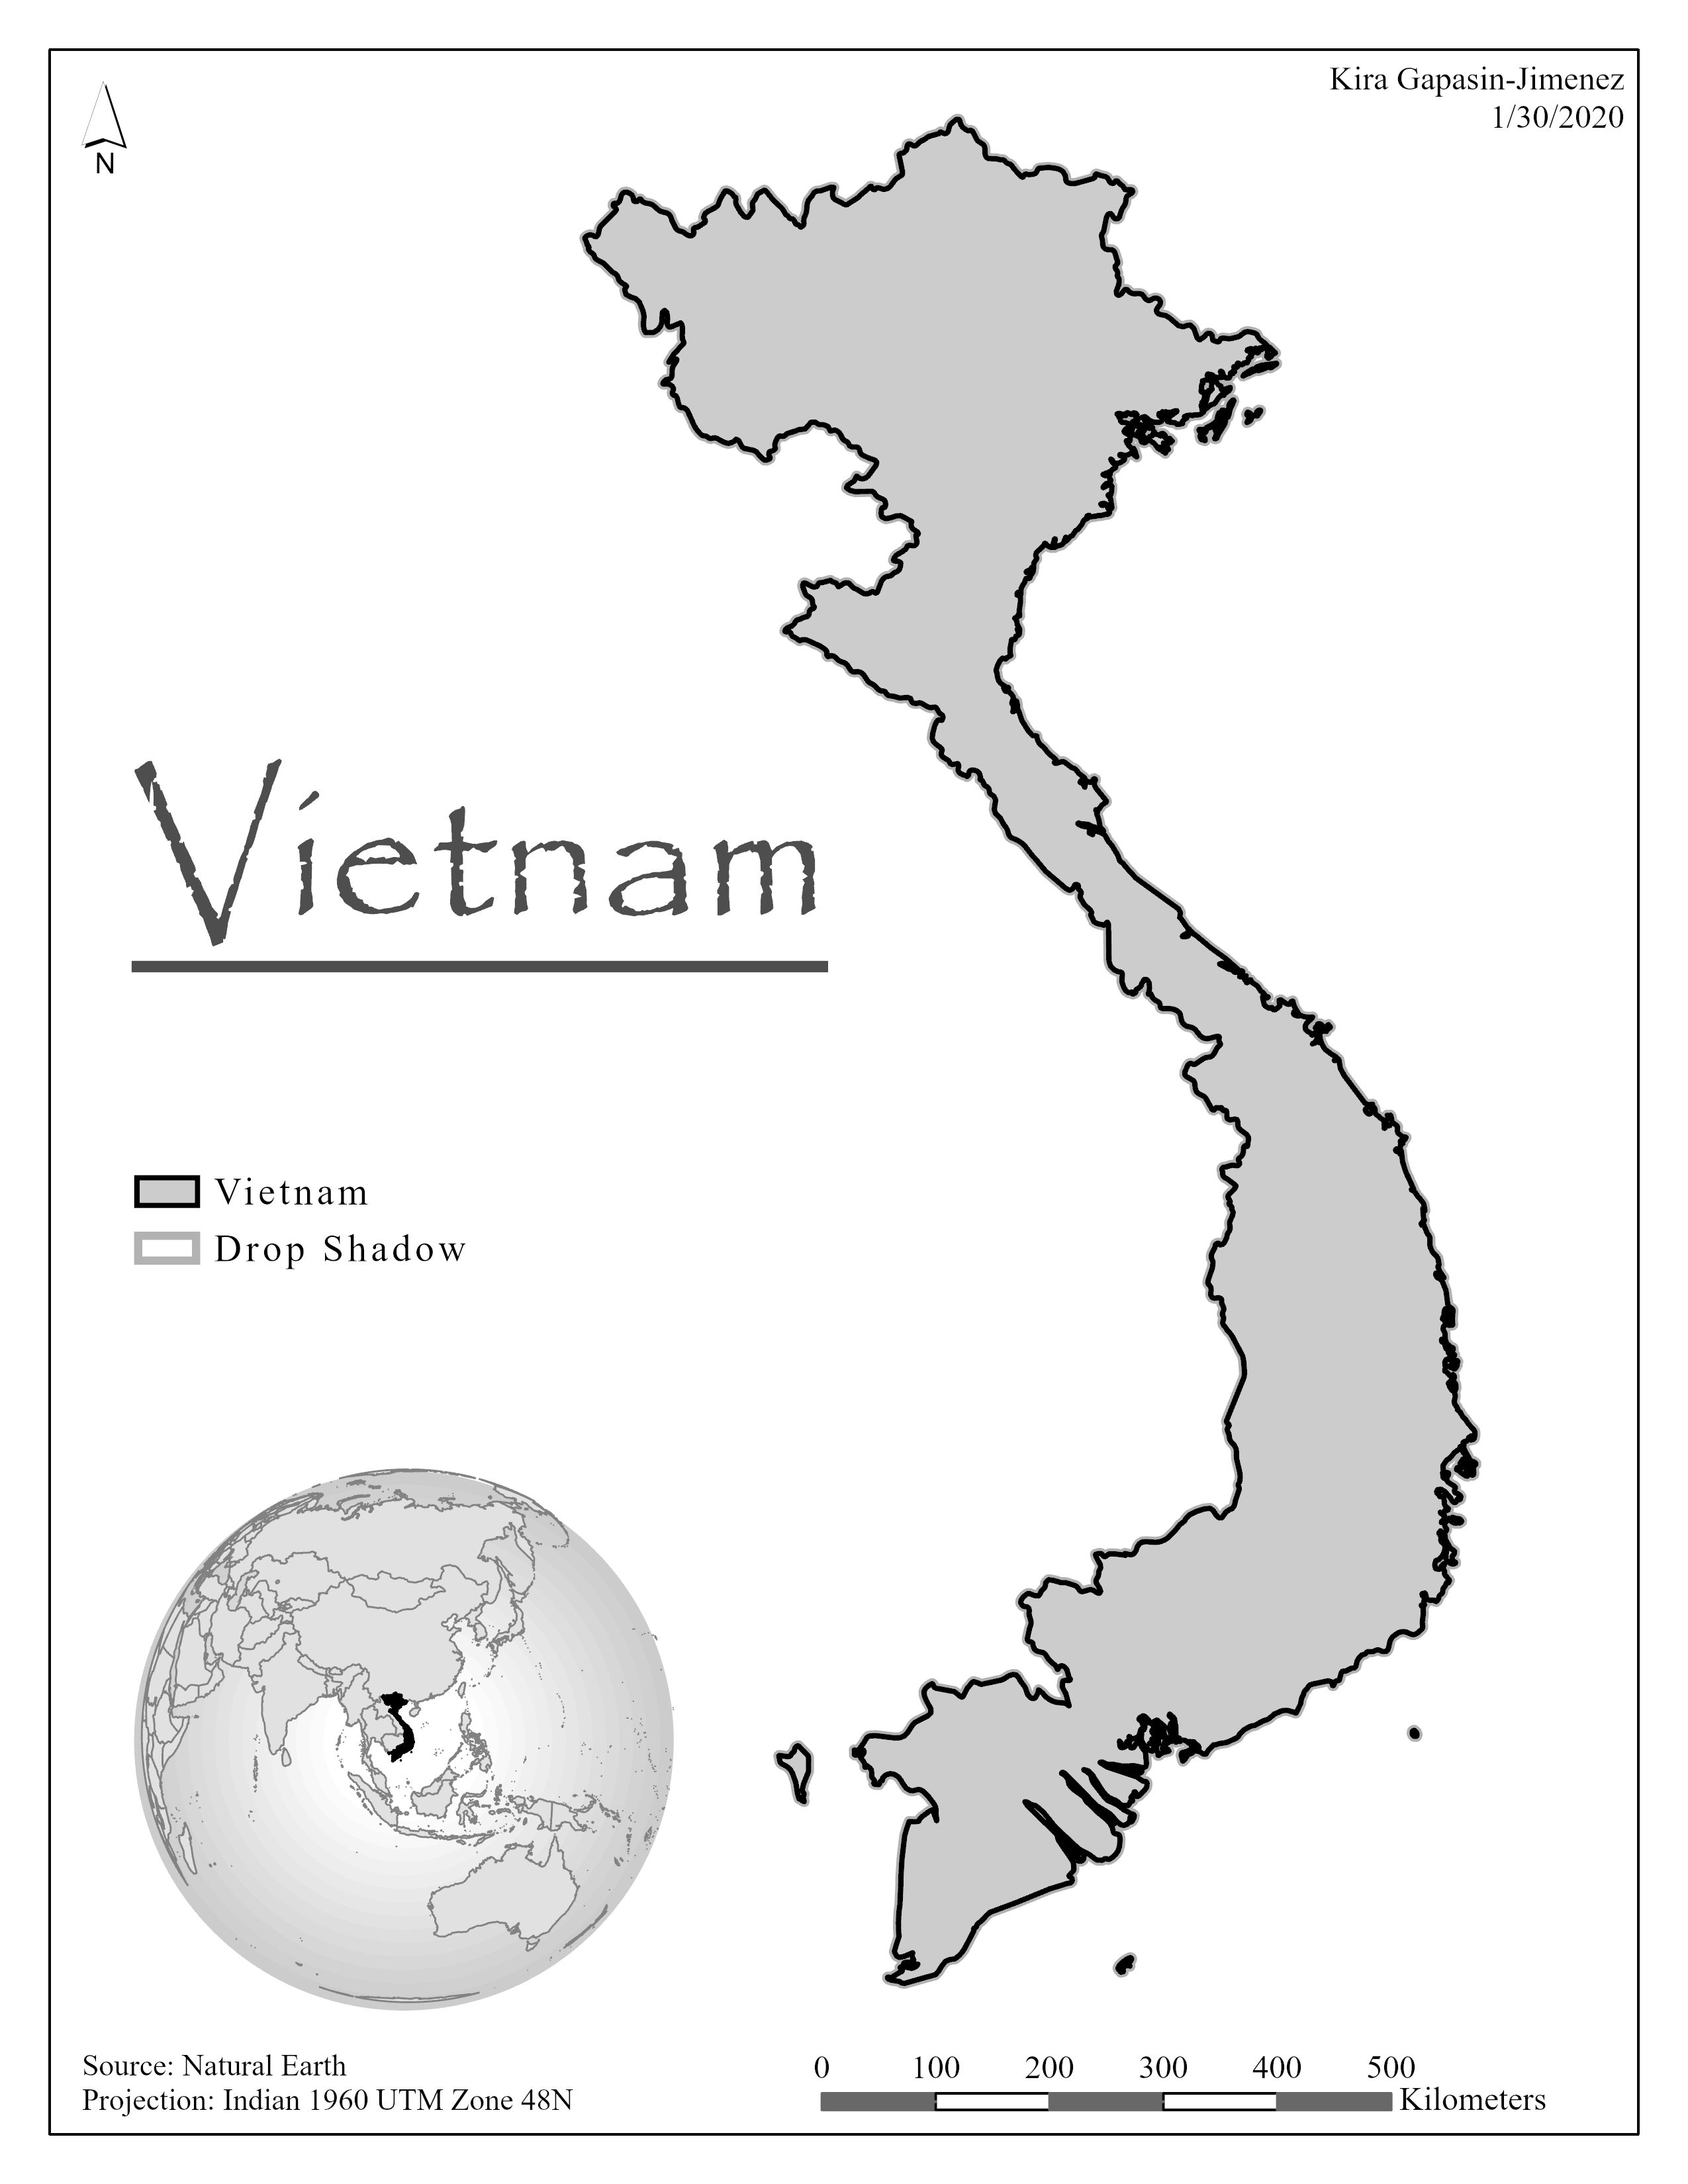 Kira Gapasin-Jimenez
1/30/2020
N
Vietnam
Vietnam
Drop Shadow
Source: Natural Earth
Projection: Indian 1960 UTM Zone 48N
0 100 200 300 400 500
Kilometers